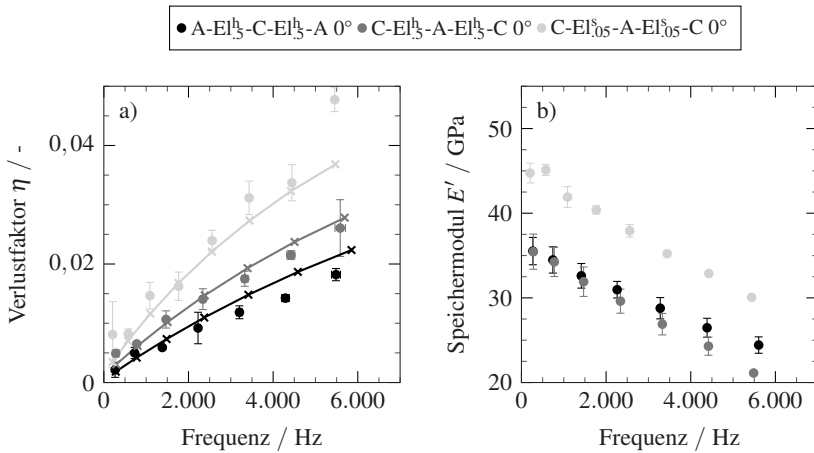 A-El^h_.5-C-El^h_.5-A 0° C-El^h_.5-A-El^h_.5-C 0° C-El^s_.05-A-El^s_.05-C 0°
a)
0,04
0,02
0
Verlustfaktor η / -
0 2.000 4.000 6.000
Frequenz / Hz
b)
50
40
30
20
Speichermodul E′ / GPa
0 2.000 4.000 6.000
Frequenz / Hz